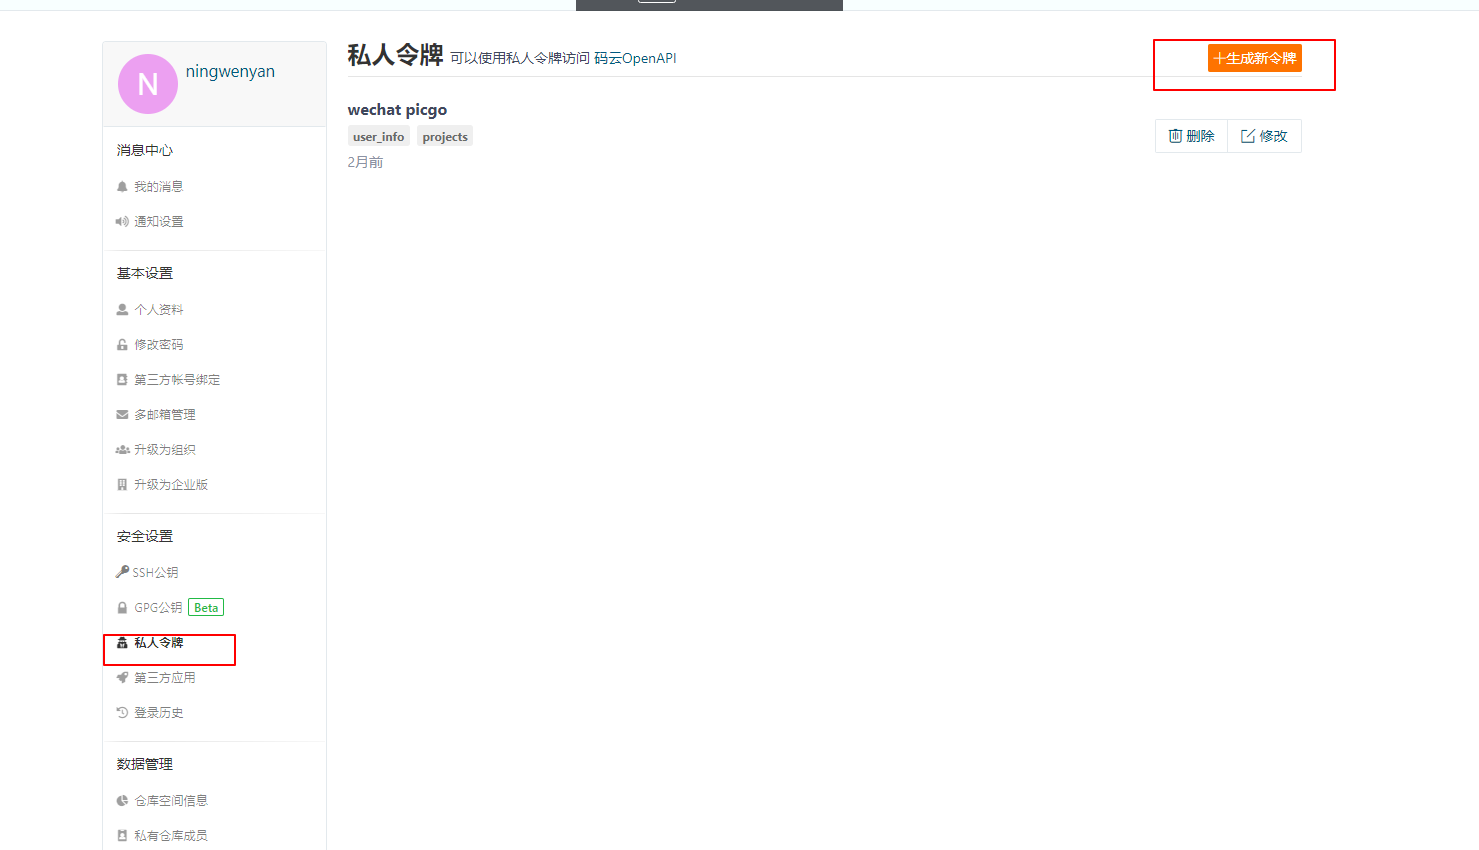 N
ningwenyan
消息中心
我的消息
通知设置
基本设置
个人资料
修改密码
第三方帐号绑定
多邮箱管理
升级为组织
升级为企业版
安全设置
SSH公钥
GPG公钥 Beta
私人令牌
第三方应用
登录历史
数据管理
仓库空间信息
私有仓库成员
私人令牌 可以使用私人令牌访问 码云OpenAPI
+生成新令牌
wechat picgo
user_info projects
2月前
删除 修改